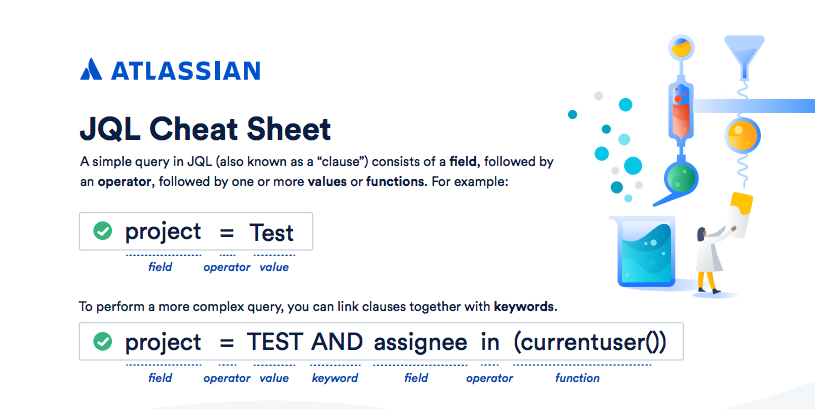 ATLASSIAN
JQL Cheat Sheet
A simple query in JQL (also known as a “clause”) consists of a field, followed by
an operator, followed by one or more values or functions. For example:
project = Test
field operator value
To perform a more complex query, you can link clauses together with keywords.
project = TEST AND assignee in (currentuser())
field operator value keyword field operator function